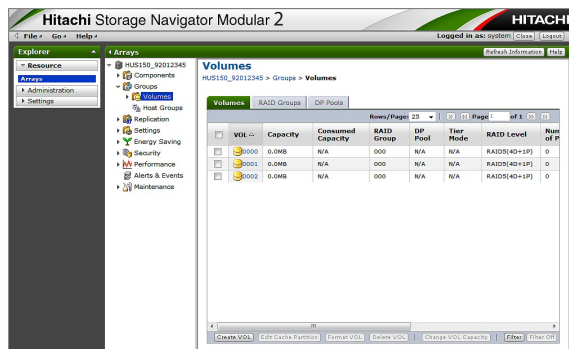 Hitachi Storage Navigator Modular 2
HITACHI
File Go Help
Logged in as: system Close Logout
Explorer
Arrays
Refresh Information Help
Resource
Arrays
Administration
Settings
HUS150_92012345
Components
Groups
Volumes
Host Groups
Replication
Settings
Energy Saving
Security
Performance
Alerts & Events
Maintenance
Volumes
HUS150_92012345 > Groups > Volumes
Volumes RAID Groups DP Pools
Rows/Page: 25 Page 1 of 1
VOL Capacity Consumed Capacity RAID Group DP Pool Tier Mode RAID Level Num of P
0000 0.0MB N/A 000 N/A N/A RAID5(4D+1P) 0
0001 0.0MB N/A 000 N/A N/A RAID5(4D+1P) 0
0002 0.0MB N/A 000 N/A N/A RAID5(4D+1P) 0
Create VOL Edit Cache Partition Format VOL Delete VOL Change VOL Capacity Filter Filter Off